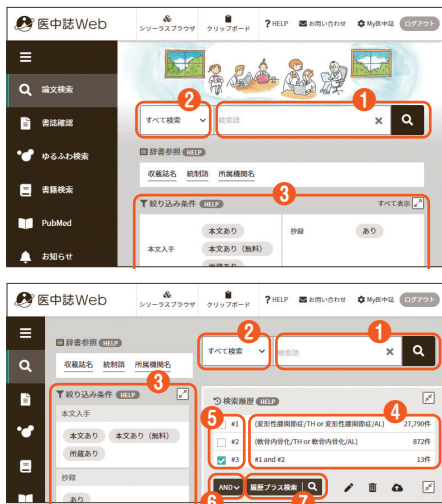 医中誌Web
シソーラスブラウザ
クリップボード
? HELP
お問い合わせ
My医中誌
ログアウト
論文検索
書誌確認
ゆるふわ検索
書籍検索
PubMed
お知らせ
2
1
すべて検索
検索語
辞書参照 HELP
収載誌名 統制語 所属機関名
3
絞り込み条件 HELP
すべて表示
本文入手
本文あり
本文あり（無料）
所蔵あり
抄録
あり
医中誌Web
シソーラスブラウザ
クリップボード
? HELP
お問い合わせ
My医中誌
ログアウト
2
1
すべて検索
検索語
辞書参照 HELP
収載誌名 統制語 所属機関名
3
絞り込み条件 HELP
本文入手
本文あり 本文あり（無料）
所蔵あり
抄録
あり
検索履歴 HELP
5
4
#1 (変形性膝関節症/TH or 変形性膝関節症/AL) 27,790件
#2 (軟骨内骨化/TH or 軟骨内骨化/AL) 872件
#3 #1 and #2 13件
AND 履歴プラス検索
6
7